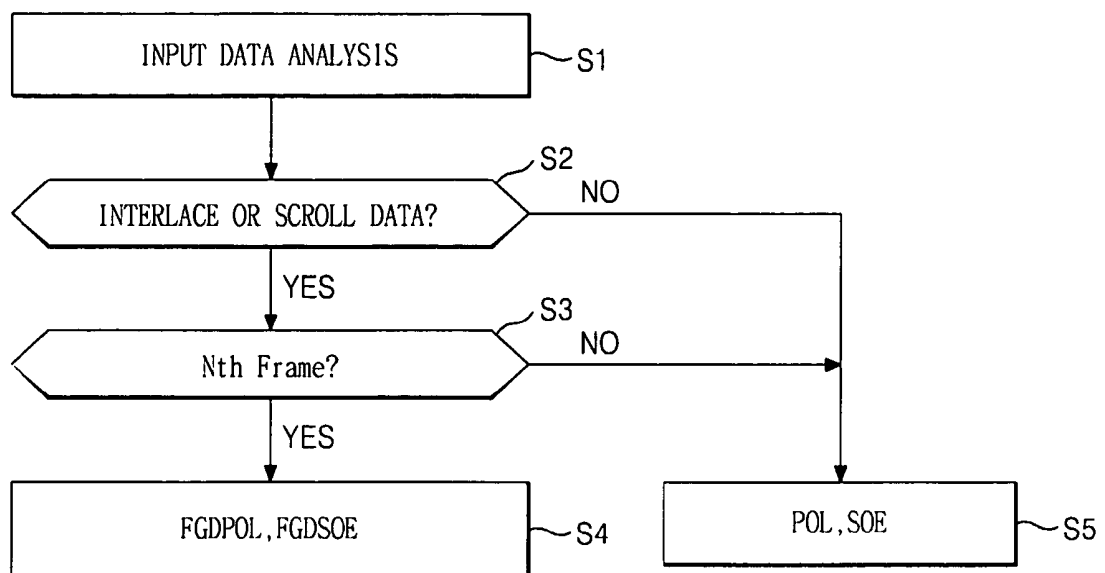 INPUT DATA ANALYSIS
S1
S2
INTERLACE OR SCROLL DATA?
NO
YES
S3
Nth Frame?
NO
YES
FGDPOL,FGDSOE
S4
POL,SOE
S5